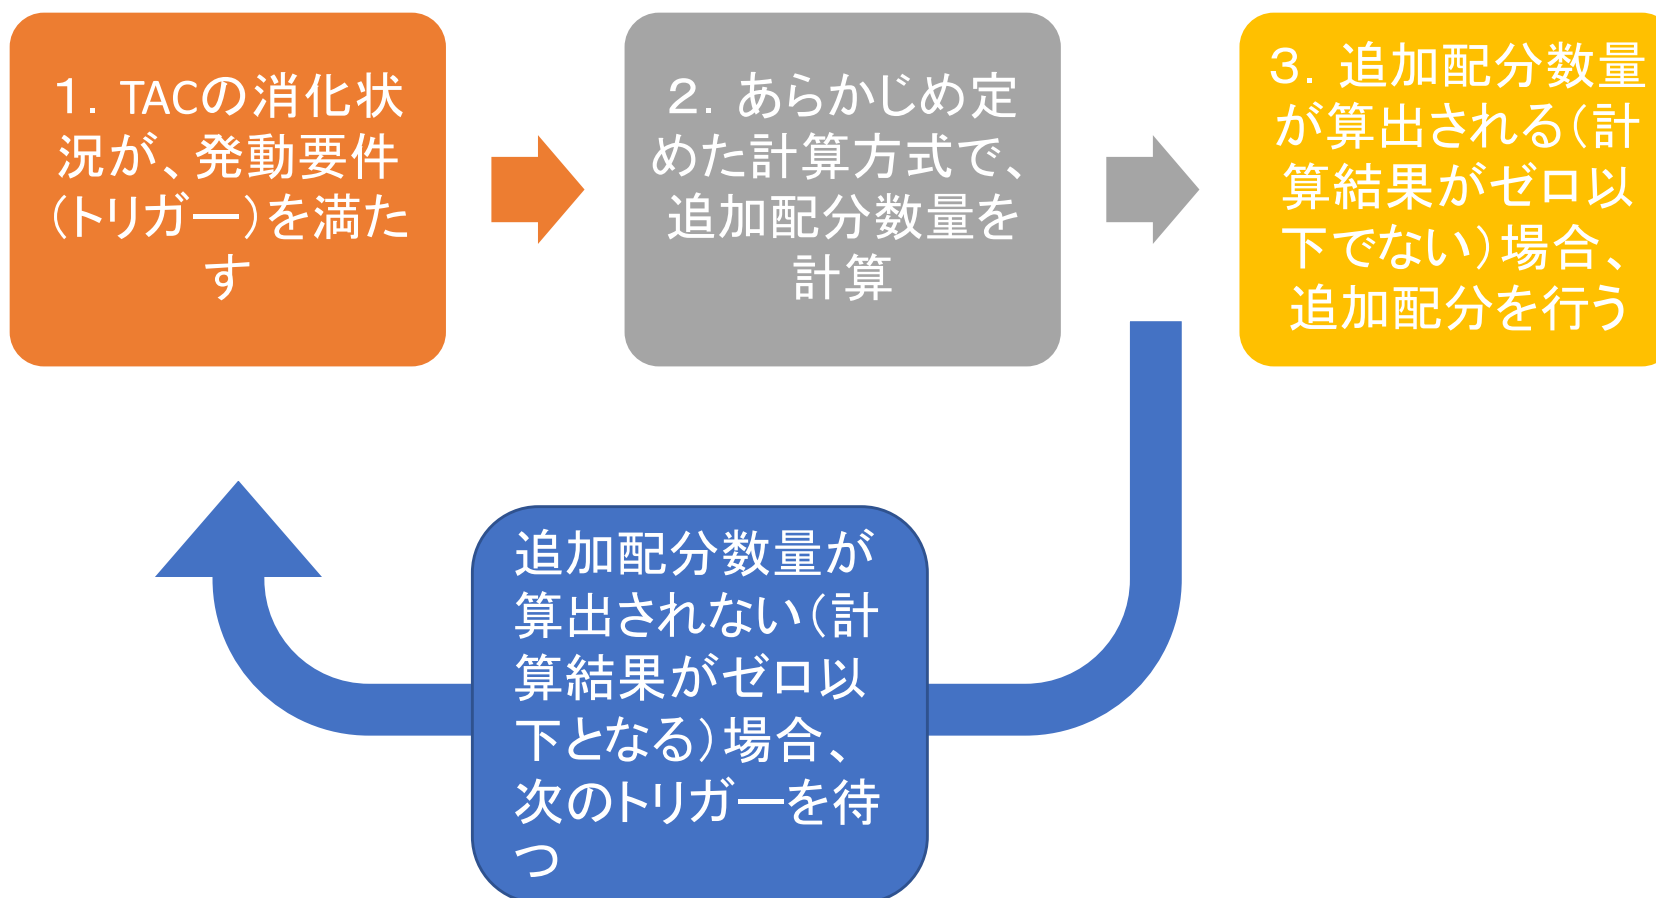 １．TACの消化状
況が、発動要件
（トリガー）を満た
す
２．あらかじめ定
めた計算方式で、
追加配分数量を
計算
３．追加配分数量
が算出される（計
算結果がゼロ以
下でない）場合、
追加配分を行う
追加配分数量が
算出されない（計
算結果がゼロ以
下となる）場合、
次のトリガーを待
つ